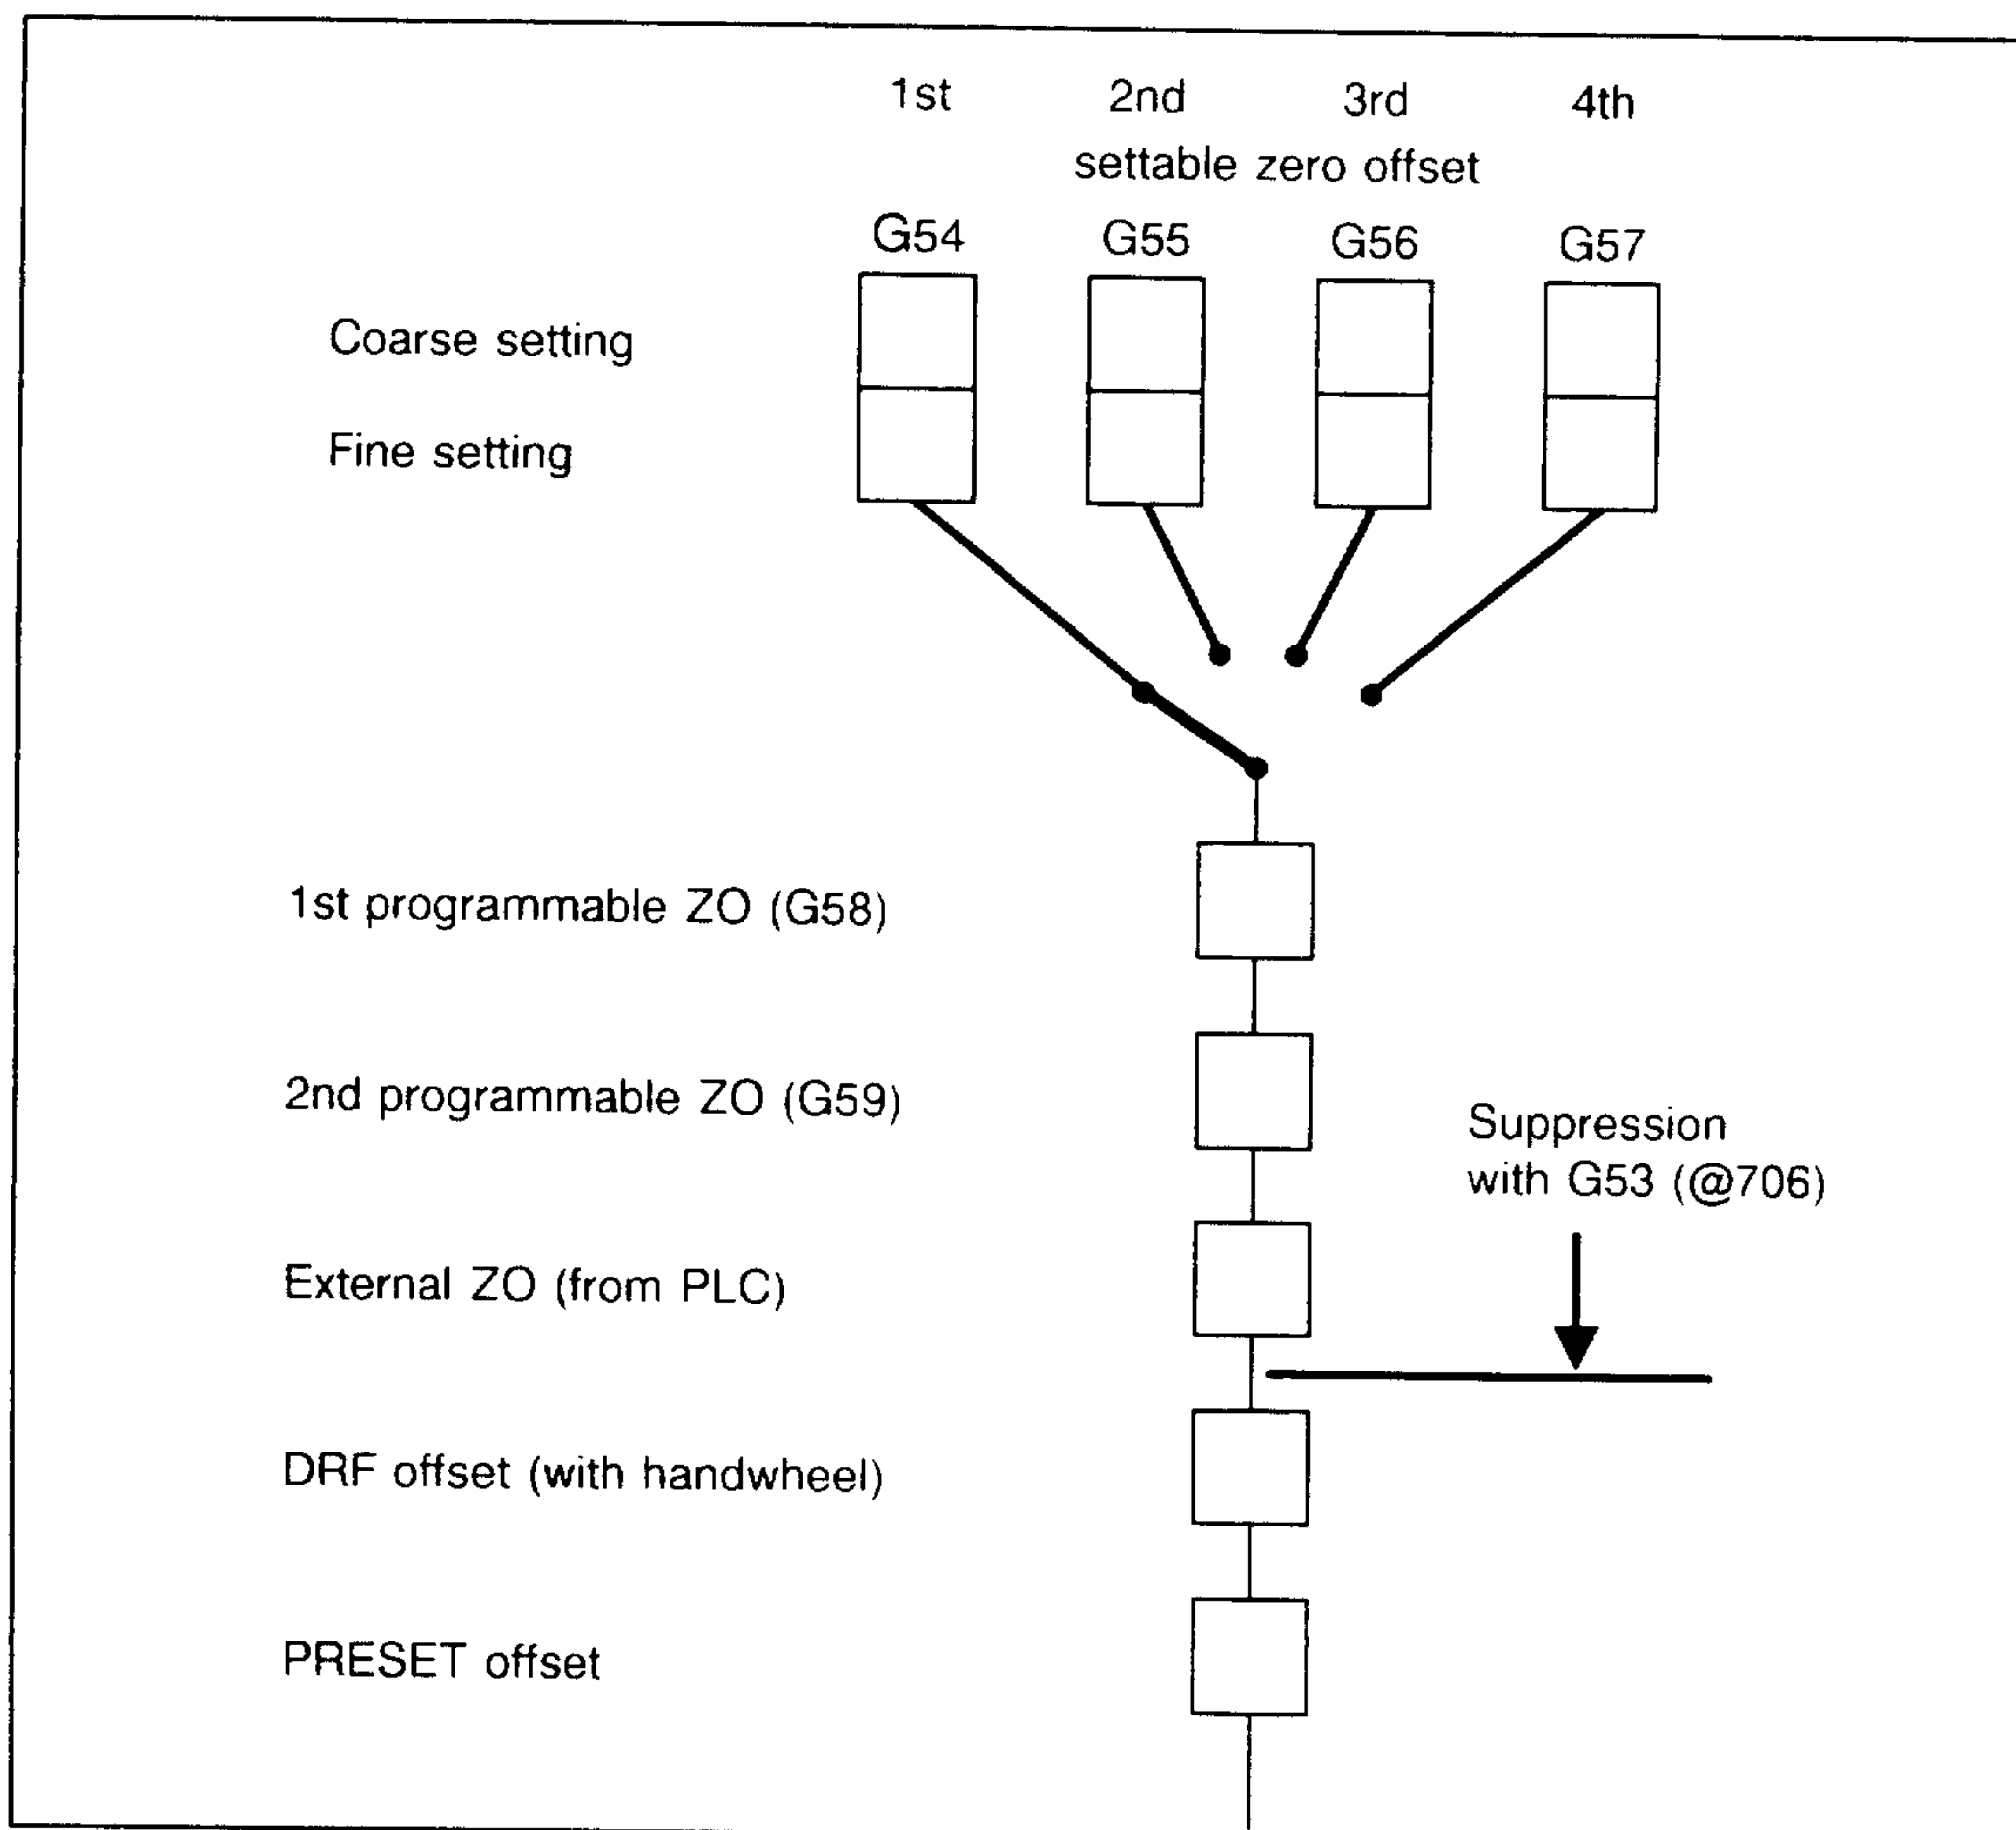 1st 2nd 3rd 4th
settable zero offset
G54 G55 G56 G57
Coarse setting
Fine setting
1st programmable ZO (G58)
2nd programmable ZO (G59)
Suppression
with G53 (@706)
External ZO (from PLC)
DRF offset (with handwheel)
PRESET offset